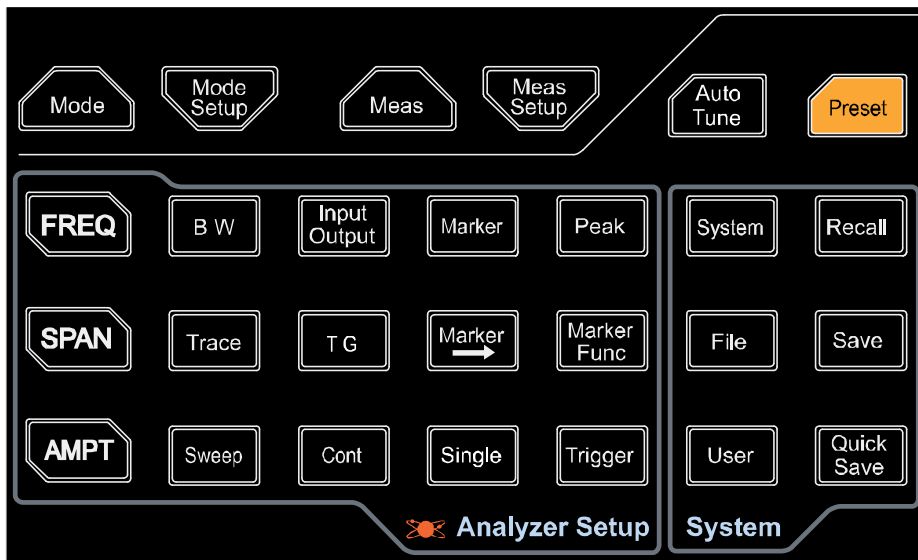 Mode
Mode
Setup
Meas
Meas
Setup
Auto
Tune
Preset
FREQ
B W
Input
Output
Marker
Peak
System
Recall
SPAN
Trace
T G
Marker
Marker
Func
File
Save
AMPT
Sweep
Cont
Single
Trigger
User
Quick
Save
Analyzer Setup
System